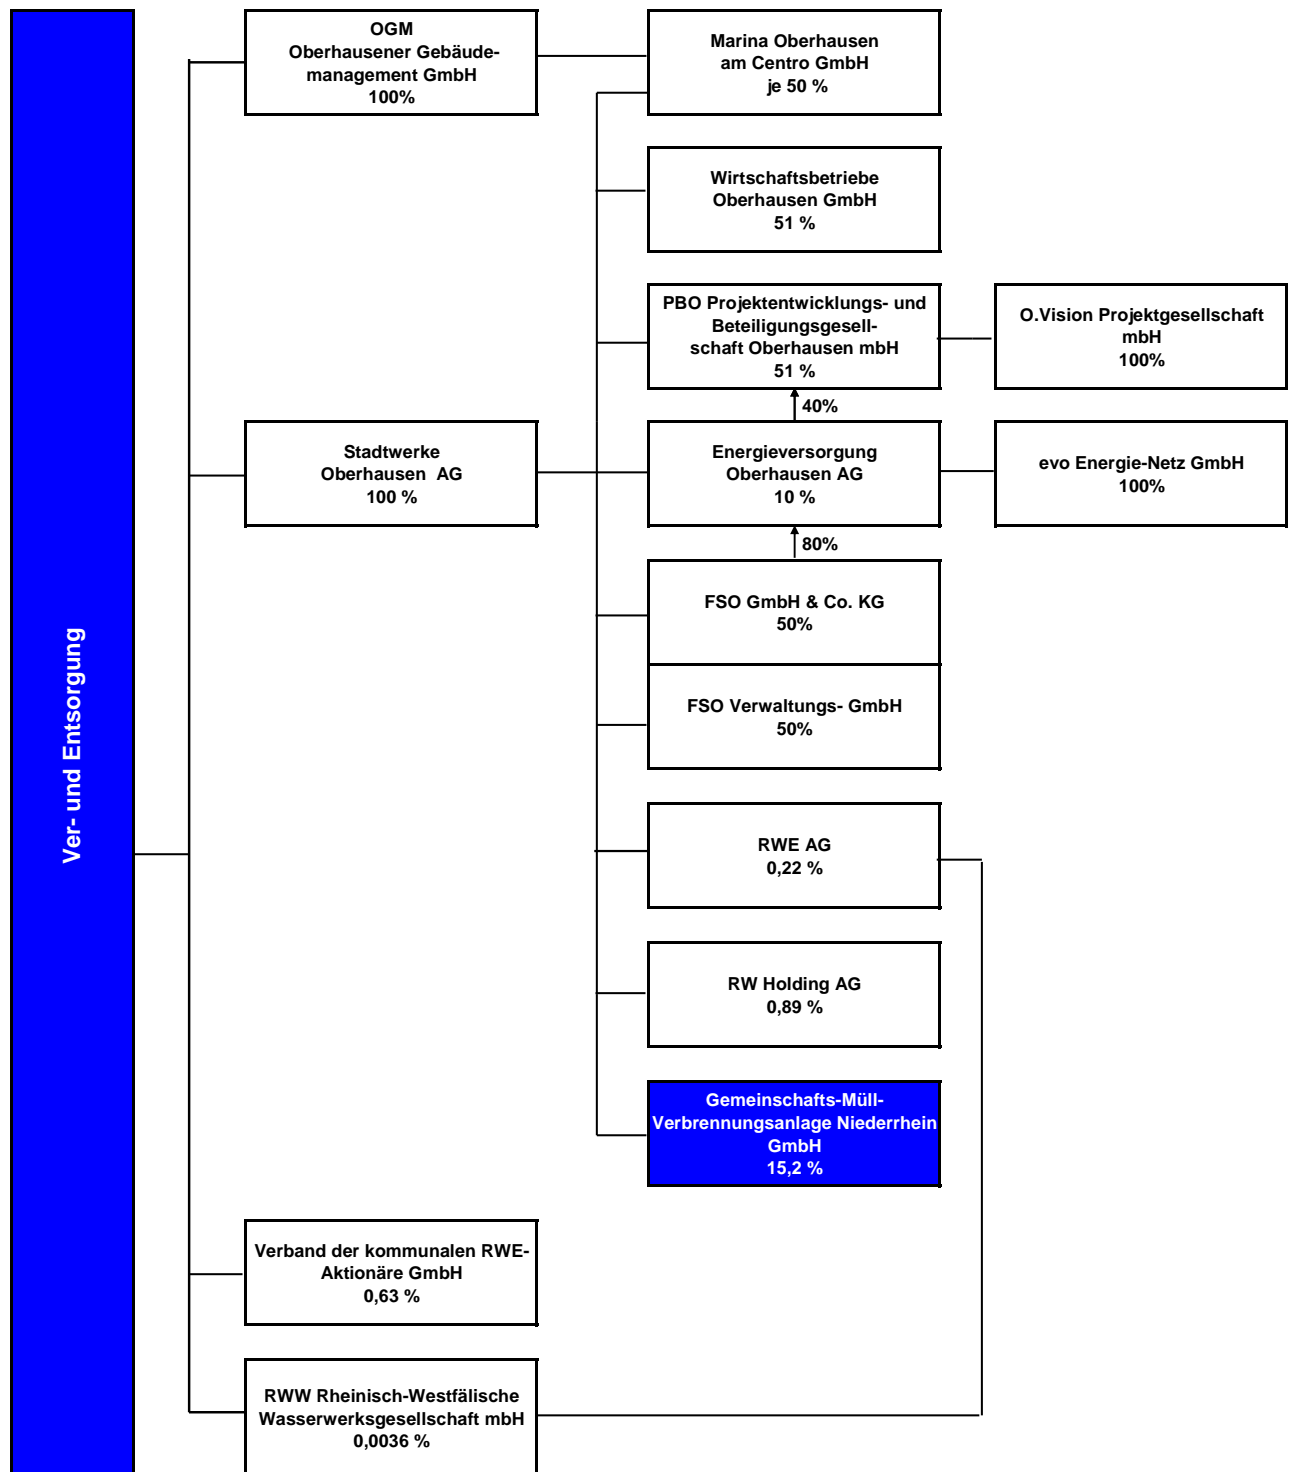 Ver- und Entsorgung
OGM
Oberhausener Gebäude-
management GmbH
100%
Marina Oberhausen
am Centro GmbH
je 50 %
Wirtschaftsbetriebe
Oberhausen GmbH
51 %
PBO Projektentwicklungs- und
Beteiligungsgesell-
schaft Oberhausen mbH
51 %
O.Vision Projektgesellschaft
mbH
100%
40%
Stadtwerke
Oberhausen AG
100 %
Energieversorgung
Oberhausen AG
10 %
evo Energie-Netz GmbH
100%
80%
FSO GmbH & Co. KG
50%
FSO Verwaltungs- GmbH
50%
RWE AG
0,22 %
RW Holding AG
0,89 %
Gemeinschafts-Müll-
Verbrennungsanlage Niederrhein
GmbH
15,2 %
Verband der kommunalen RWE-
Aktionäre GmbH
0,63 %
RWW Rheinisch-Westfälische
Wasserwerksgesellschaft mbH
0,0036 %